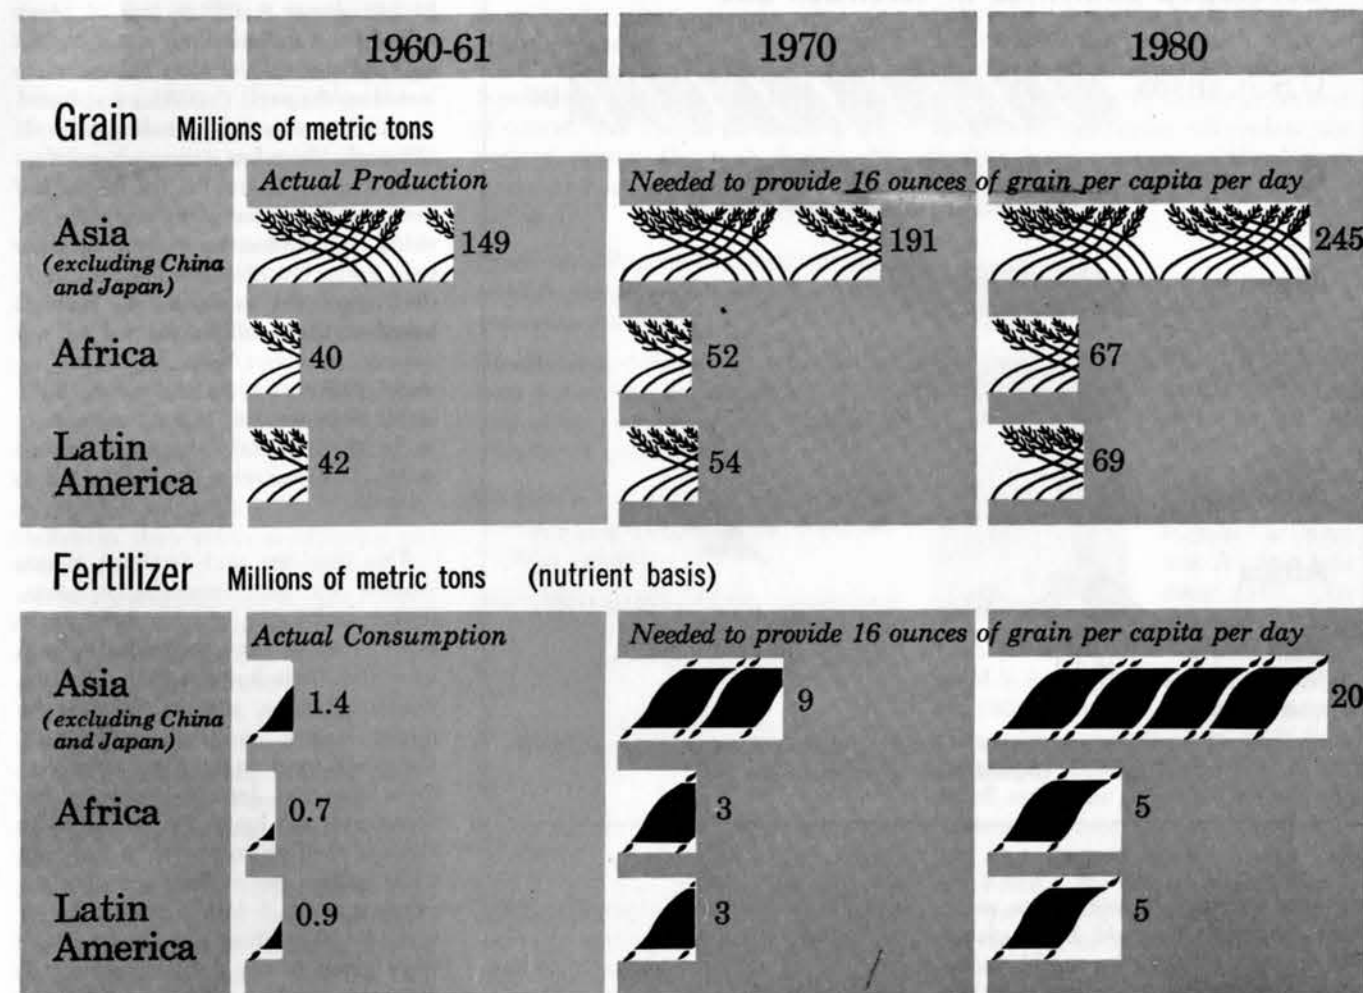 1960-61 1970 1980
Grain Millions of metric tons
Actual Production Needed to provide 16 ounces of grain per capita per day
Asia 149 191 245
(excluding China
and Japan)
Africa 40 52 67
Latin
America 42 54 69
Fertilizer Millions of metric tons (nutrient basis)
Actual Consumption Needed to provide 16 ounces of grain per capita per day
Asia 1.4 9 20
(excluding China
and Japan)
Africa 0.7 3 5
Latin
America 0.9 3 5